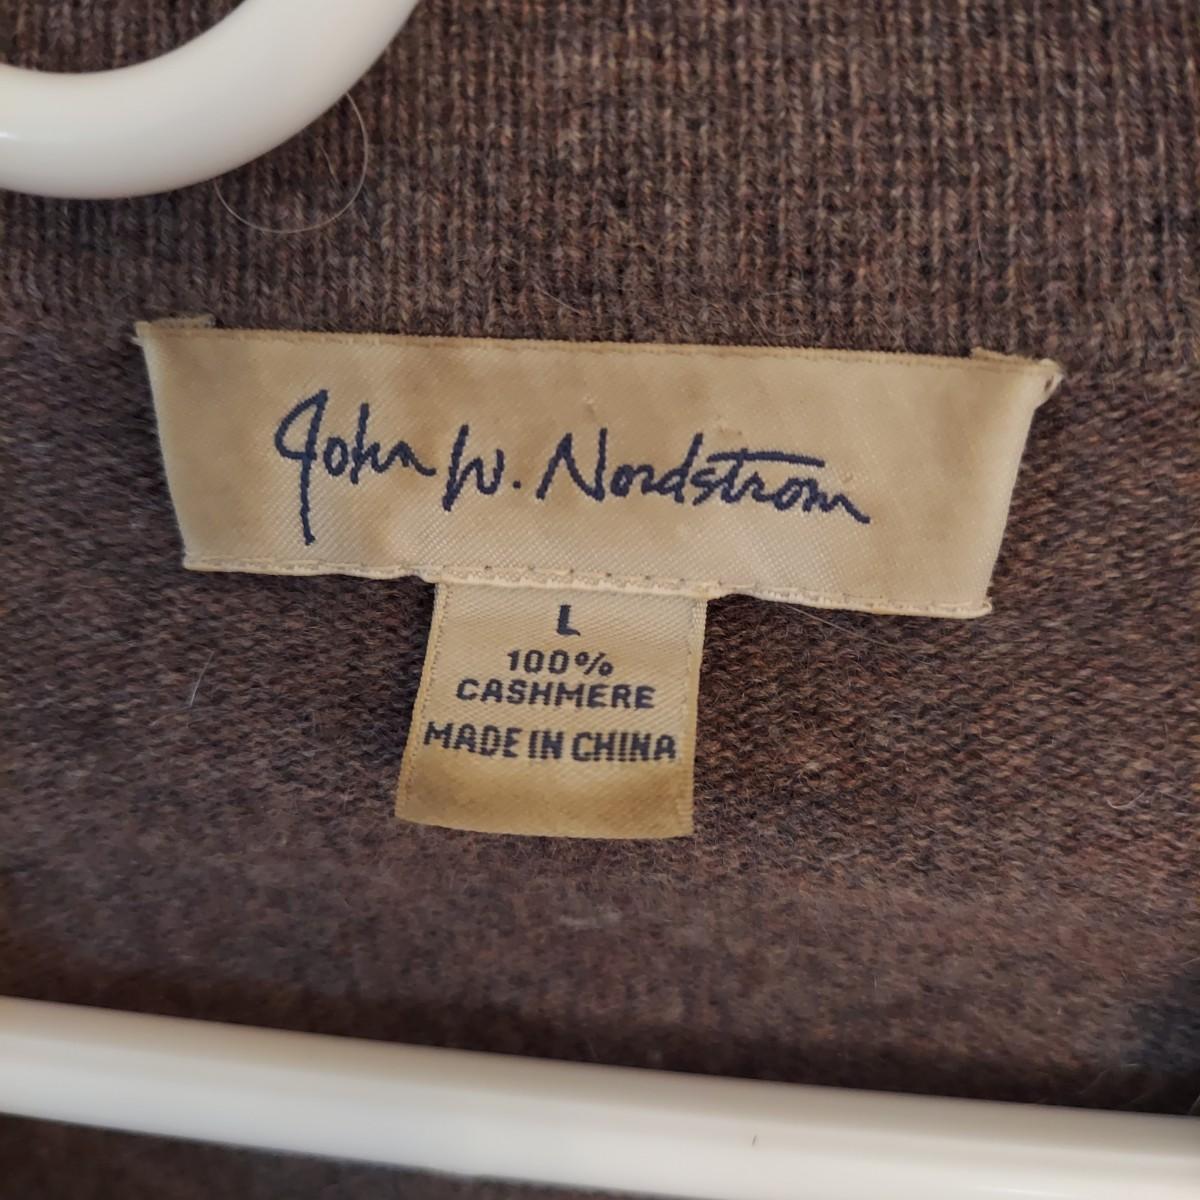 John W. Nordstrom
L
100%
CASHMERE
MADE IN CHINA